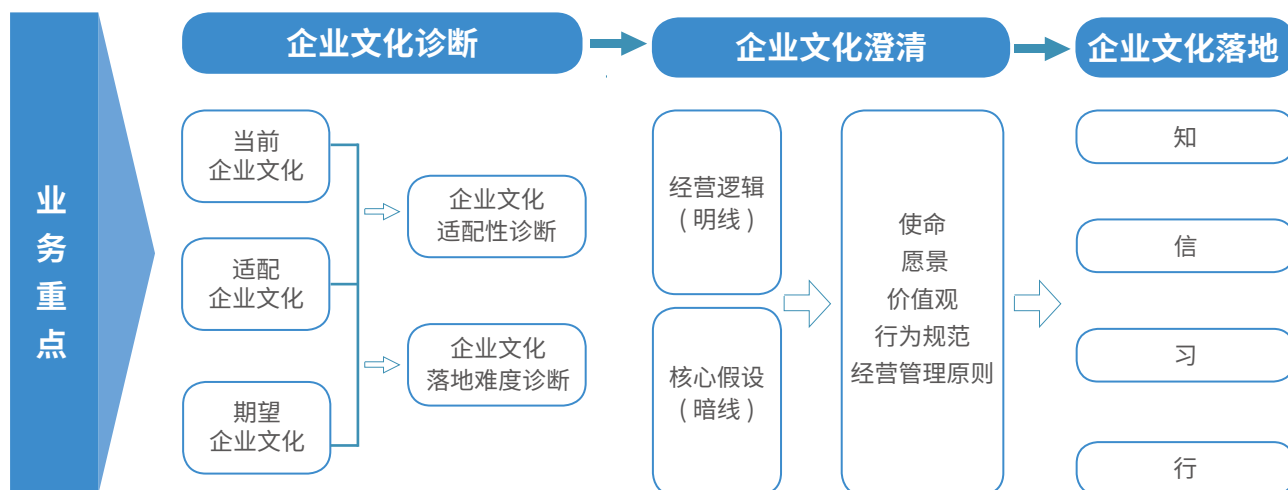 业
务
重
点
企业文化诊断
当前
企业文化
适配
企业文化
期望
企业文化
企业文化
适配性诊断
企业文化
落地难度诊断
企业文化澄清
经营逻辑
(明线)
核心假设
(暗线)
使命
愿景
价值观
行为规范
经营管理原则
企业文化落地
知
信
习
行